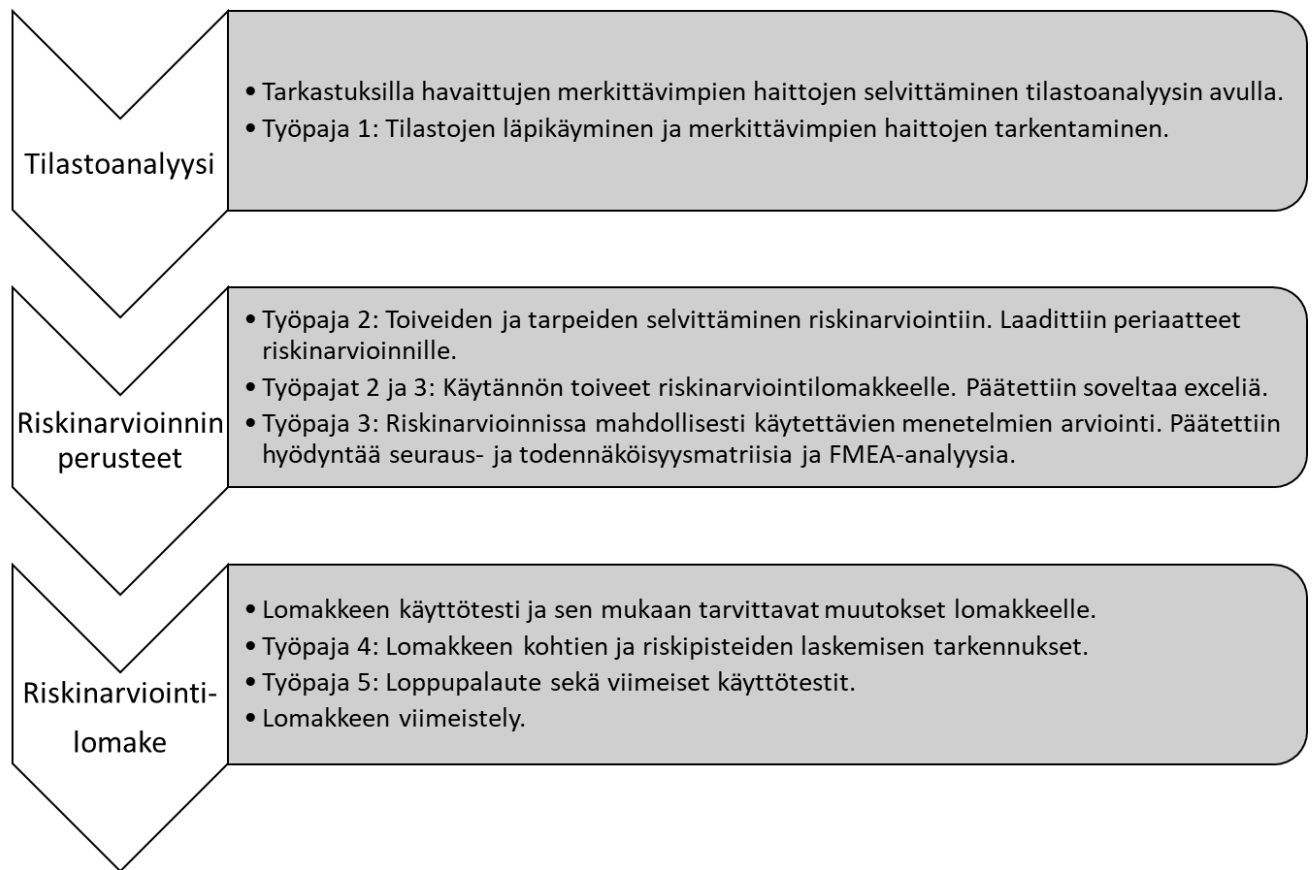 Tilastoanalyysi
• Tarkastuksilla havaittujen merkittävimpien haittojen selvittäminen tilastoanalyysin avulla.
• Työpaja 1: Tilastojen läpikäyminen ja merkittävimpien haittojen tarkentaminen.
Riskinarvioinnin
perusteet
• Työpaja 2: Toiveiden ja tarpeiden selvittäminen riskinarviointiin. Laadittiin periaatteet
riskinarvioinnille.
• Työpajat 2 ja 3: Käytännön toiveet riskinarviointilomakkeelle. Päätettiin soveltaa exceliä.
• Työpaja 3: Riskinarvioinnissa mahdollisesti käytettävien menetelmien arviointi. Päätettiin
hyödyntää seuraus- ja todennäköisyysmatriisia ja FMEA-analyysia.
Riskinarviointi-
lomake
• Lomakkeen käyttötesti ja sen mukaan tarvittavat muutokset lomakkeelle.
• Työpaja 4: Lomakkeen kohtien ja riskipisteiden laskemisen tarkennukset.
• Työpaja 5: Loppupalaute sekä viimeiset käyttötestit.
• Lomakkeen viimeistely.